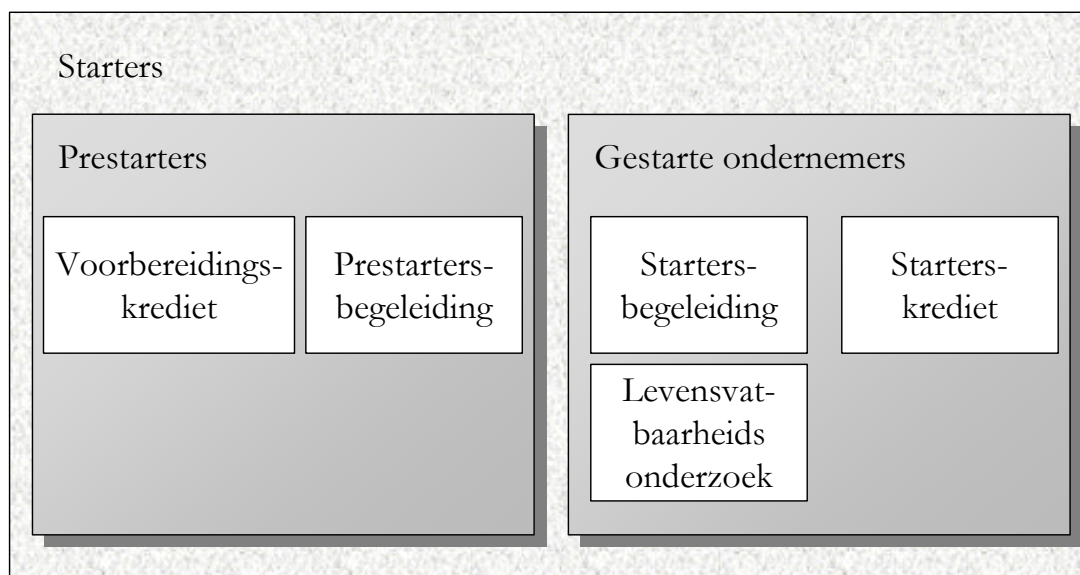 Starters
Prestarters
Voorbereidings-
krediet
Prestarters-
begeleiding
Gestarte ondernemers
Starters-
begeleiding
Starters-
krediet
Levensvat-
baarheids
onderzoek